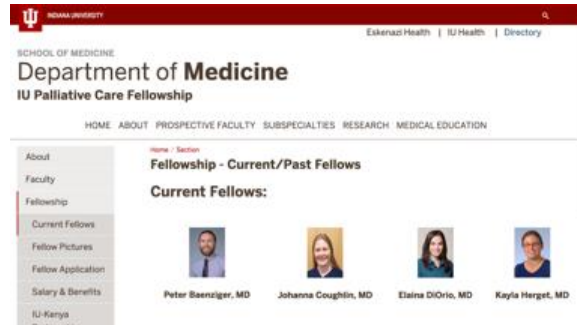 INDIANA UNIVERSITY
Eskenazi Health | IU Health | Directory
SCHOOL OF MEDICINE
Department of Medicine
IU Palliative Care Fellowship
HOME ABOUT PROSPECTIVE FACULTY SUBSPECIALTIES RESEARCH MEDICAL EDUCATION
About
Faculty
Fellowship
Current Fellows
Fellow Pictures
Fellow Application
Salary & Benefits
IU-Kenya
Home / Section
Fellowship - Current/Past Fellows
Current Fellows:
Peter Baenziger, MD Johanna Coughlin, MD Elaina DiOrio, MD Kayla Herget, MD